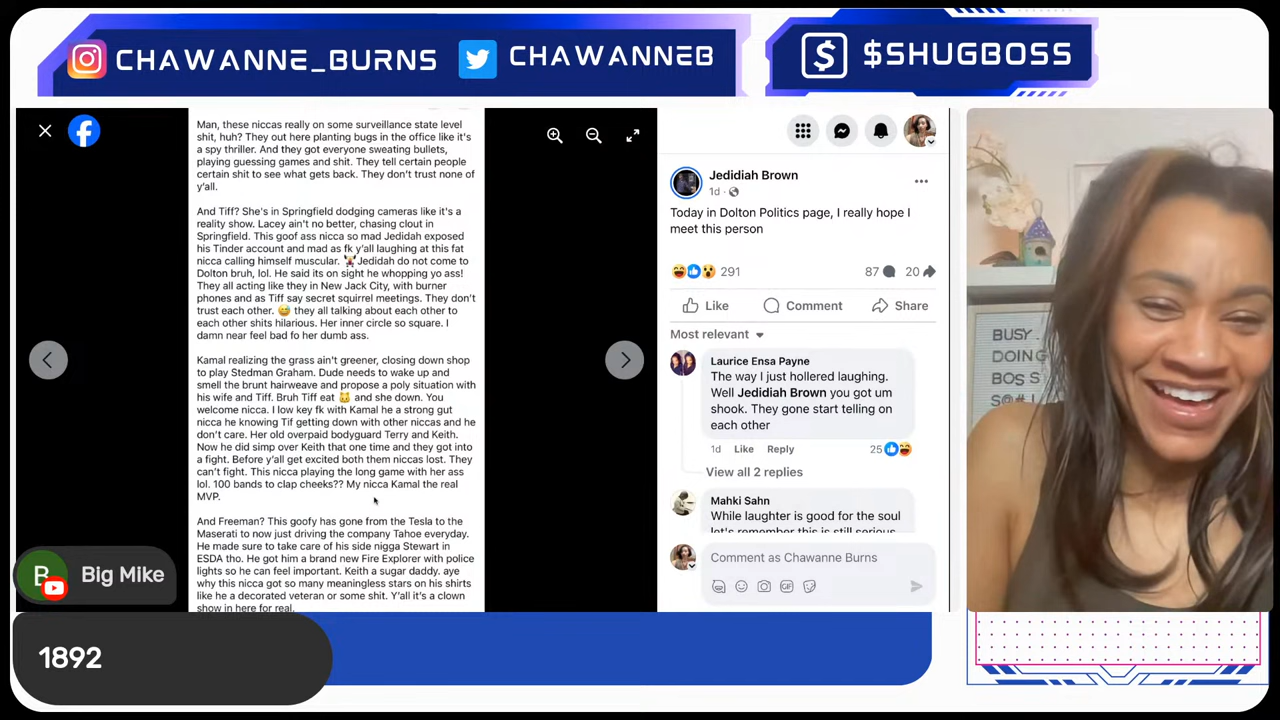 CHAWANNE_BURNS
CHAWANNEB
$SHUGBOSS
Man, these niccas really on some surveillance state level
shit, huh? They out here planting bugs in the office like it's
a spy thriller. And they got everyone sweating bullets,
playing guessing games and shit. They tell certain people
certain shit to see what gets back. They don't trust none of
y'all.
And Tiff? She's in Springfield dodging cameras like it's a
reality show. Lacey ain't no better, chasing clout in
Springfield. This goof ass nicca so mad Jedidah exposed
his Tinder account and mad as fk y'all laughing at this fat
nicca calling himself muscular. Jedidah do not come to
Dolton bruh, lol. He said its on sight he whopping yo ass!
They all acting like they in New Jack City, with burner
phones and as Tiff say secret squirrel meetings. They don't
trust each other. 😅 they all talking about each other to
each other shits hilarious. Her inner circle so square. I
damn near feel bad fo her dumb ass.
Kamal realizing the grass ain't greener, closing down shop
to play Stedman Graham. Dude needs to wake up and
smell the brunt hairweave and propose a poly situation with
his wife and Tiff. Bruh Tiff eat 🐱 and she down. You
welcome nicca. I low key fk with Kamal he a strong gut
nicca he knowing Tif getting down with other niccas and he
don't care. Her old overpaid bodyguard Terry and Keith.
Now he did simp over Keith that one time and they got into
a fight. Before y'all get excited both them niccas lost. They
can't fight. This nicca playing the long game with her ass
lol. 100 bands to clap cheeks?? My nicca Kamal the real
MVP.
And Freeman? This goofy has gone from the Tesla to the
Maserati to now just driving the company Tahoe everyday.
He made sure to take care of his side nigga Stewart in
ESDA tho. He got him a brand new Fire Explorer with police
lights so he can feel important. Keith a sugar daddy. aye
why this nicca got so many meaningless stars on his shirts
like he a decorated veteran or some shit. Y'all it's a clown
show in here for real.
Jedidiah Brown
1d
Today in Dolton Politics page, I really hope I
meet this person
291
87
20
Like
Comment
Share
Most relevant
Laurice Ensa Payne
The way I just hollered laughing.
Well Jedidiah Brown you got um
shook. They gone start telling on
each other
1d Like Reply
25
View all 2 replies
Mahki Sahn
While laughter is good for the soul
let's remember this is still serious
Comment as Chawanne Burns
GIF
BUSY
DOING
BOSS
S@#!
B
Big Mike
1892